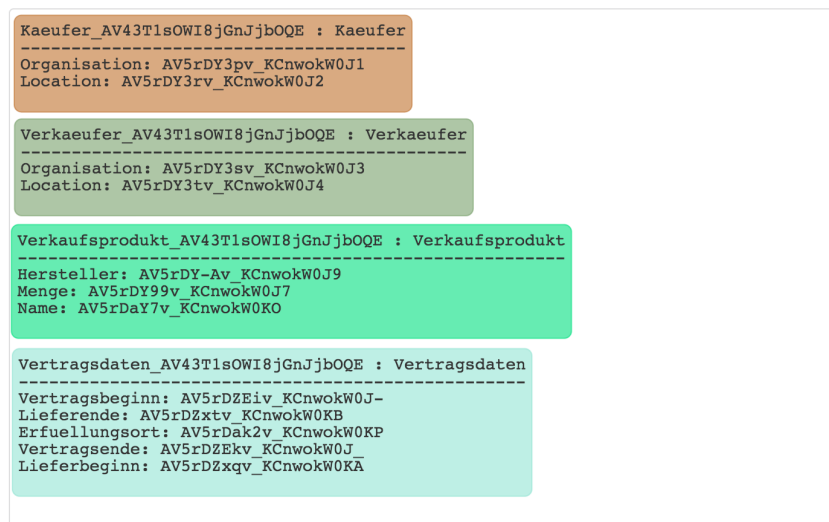 Kaeufer_AV43T1sOWI8jGnJjbOQE : Kaeufer
--------------------------------------
Organisation: AV5rDY3pv_KCnwokW0J1
Location: AV5rDY3rv_KCnwokW0J2
Verkaeufer_AV43T1sOWI8jGnJjbOQE : Verkaeufer
--------------------------------------------
Organisation: AV5rDY3sv_KCnwokW0J3
Location: AV5rDY3tv_KCnwokW0J4
Verkaufsprodukt_AV43T1sOWI8jGnJjbOQE : Verkaufsprodukt
------------------------------------------------------
Hersteller: AV5rDY-Av_KCnwokW0J9
Menge: AV5rDY99v_KCnwokW0J7
Name: AV5rDaY7v_KCnwokW0KO
Vertragsdaten_AV43T1sOWI8jGnJjbOQE : Vertragsdaten
--------------------------------------------------
Vertragsbeginn: AV5rDZEiv_KCnwokW0J-
Lieferende: AV5rDZxtv_KCnwokW0KB
Erfuellungsort: AV5rDak2v_KCnwokW0KP
Vertragsende: AV5rDZEkv_KCnwokW0J_
Lieferbeginn: AV5rDZxqv_KCnwokW0KA